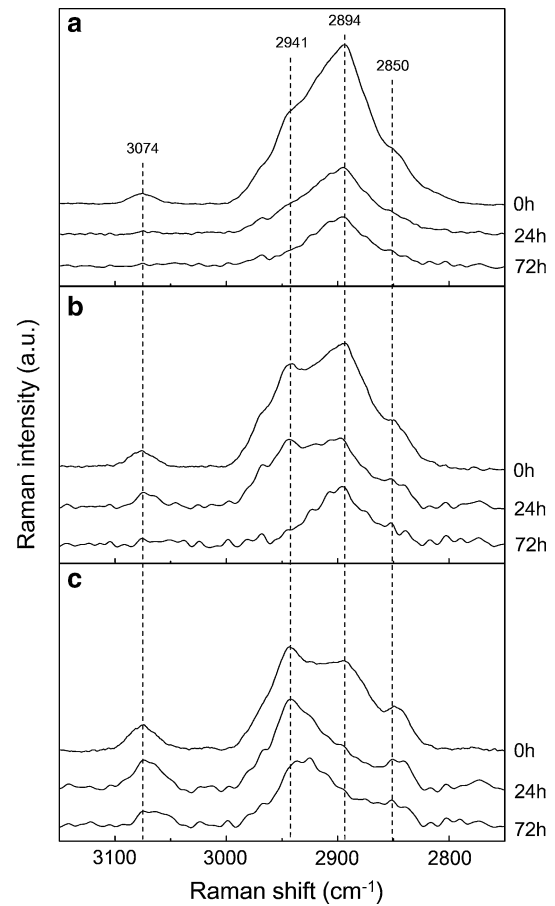 a
2894
2941
2850
3074
0h
24h
72h
b
0h
24h
72h
c
0h
24h
72h
Raman intensity (a.u.)
3100 3000 2900 2800
Raman shift (cm⁻¹)